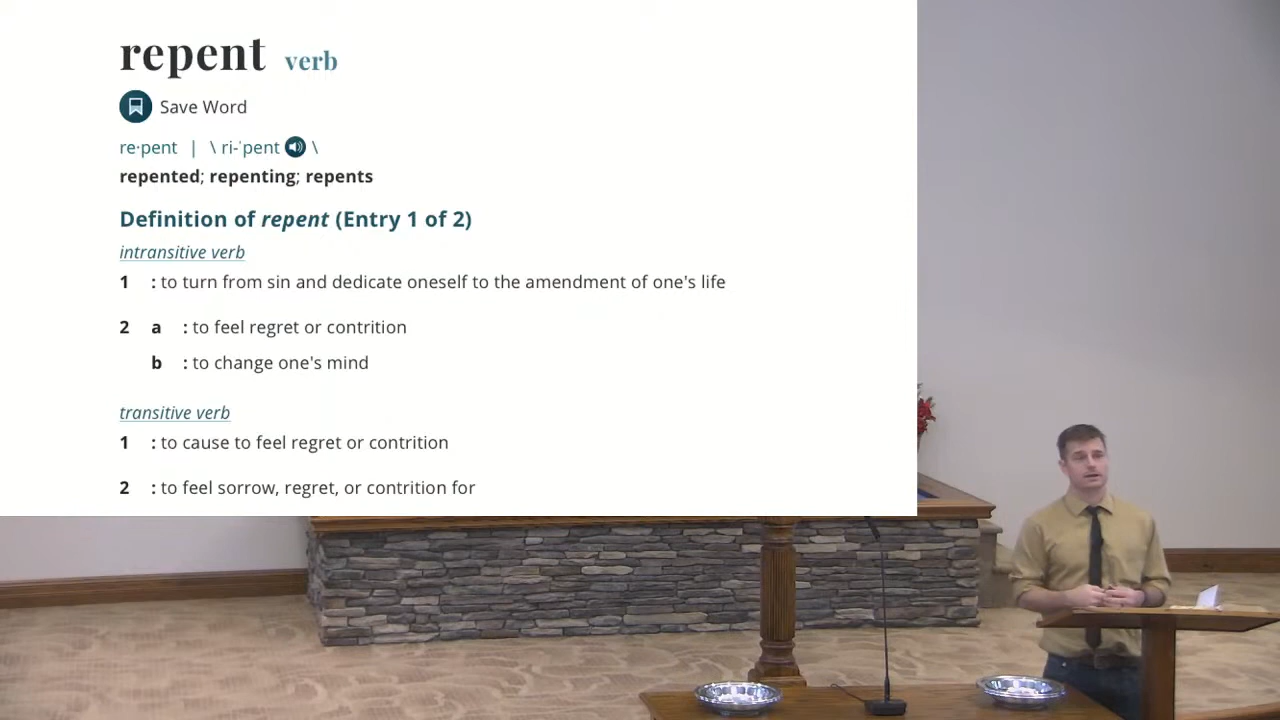 repent verb
Save Word
re·pent | \ ri-ˈpent \
repented; repenting; repents
Definition of repent (Entry 1 of 2)
intransitive verb
1 : to turn from sin and dedicate oneself to the amendment of one's life
2 a : to feel regret or contrition
b : to change one's mind
transitive verb
1 : to cause to feel regret or contrition
2 : to feel sorrow, regret, or contrition for